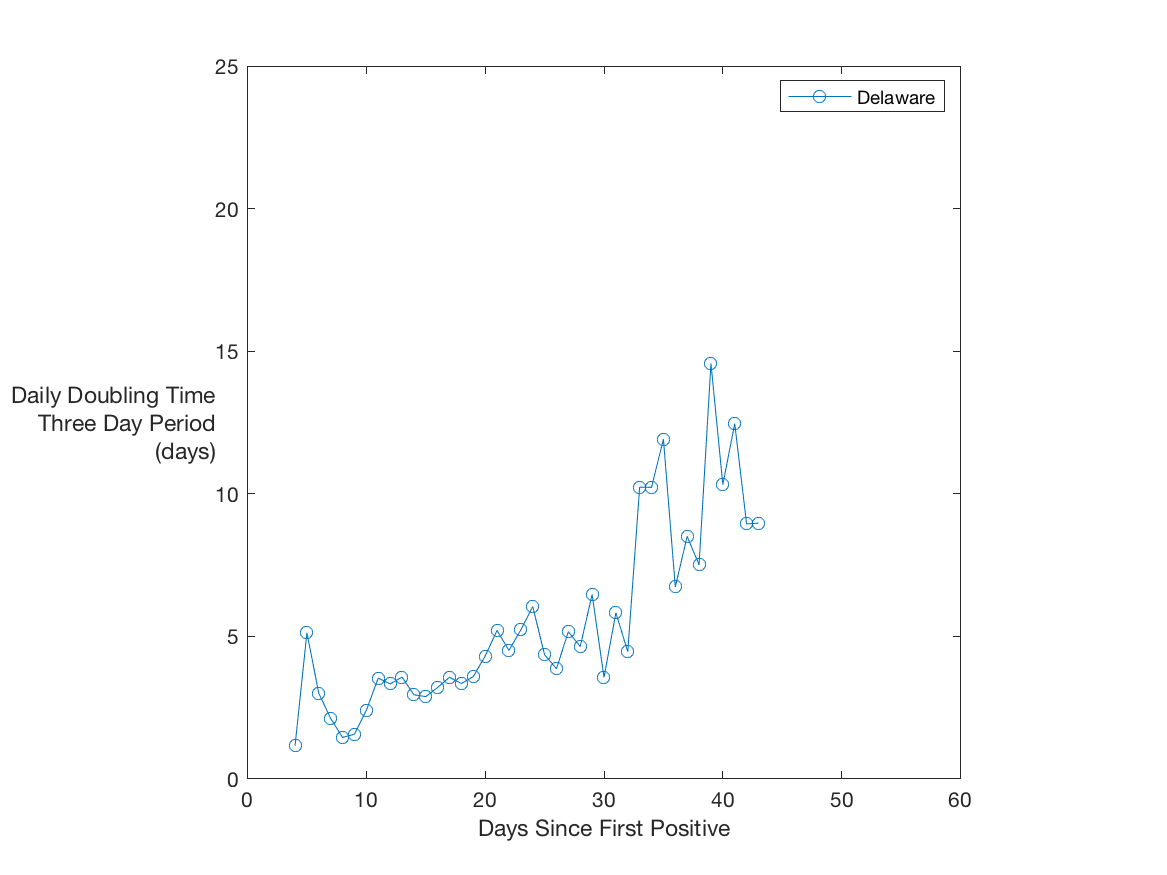 25
20
15
10
5
0
Delaware
Daily Doubling Time
Three Day Period
(days)
0 10 20 30 40 50 60
Days Since First Positive